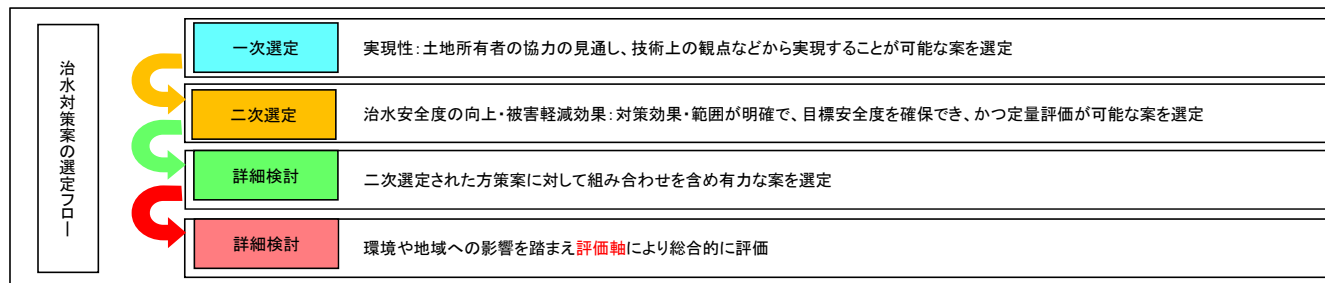 治水対策案の選定フロー
一次選定
実現性：土地所有者の協力の見通し、技術上の観点などから実現することが可能な案を選定
二次選定
治水安全度の向上・被害軽減効果：対策効果・範囲が明確で、目標安全度を確保でき、かつ定量評価が可能な案を選定
詳細検討
二次選定された方策案に対して組み合わせを含め有力な案を選定
詳細検討
環境や地域への影響を踏まえ評価軸により総合的に評価